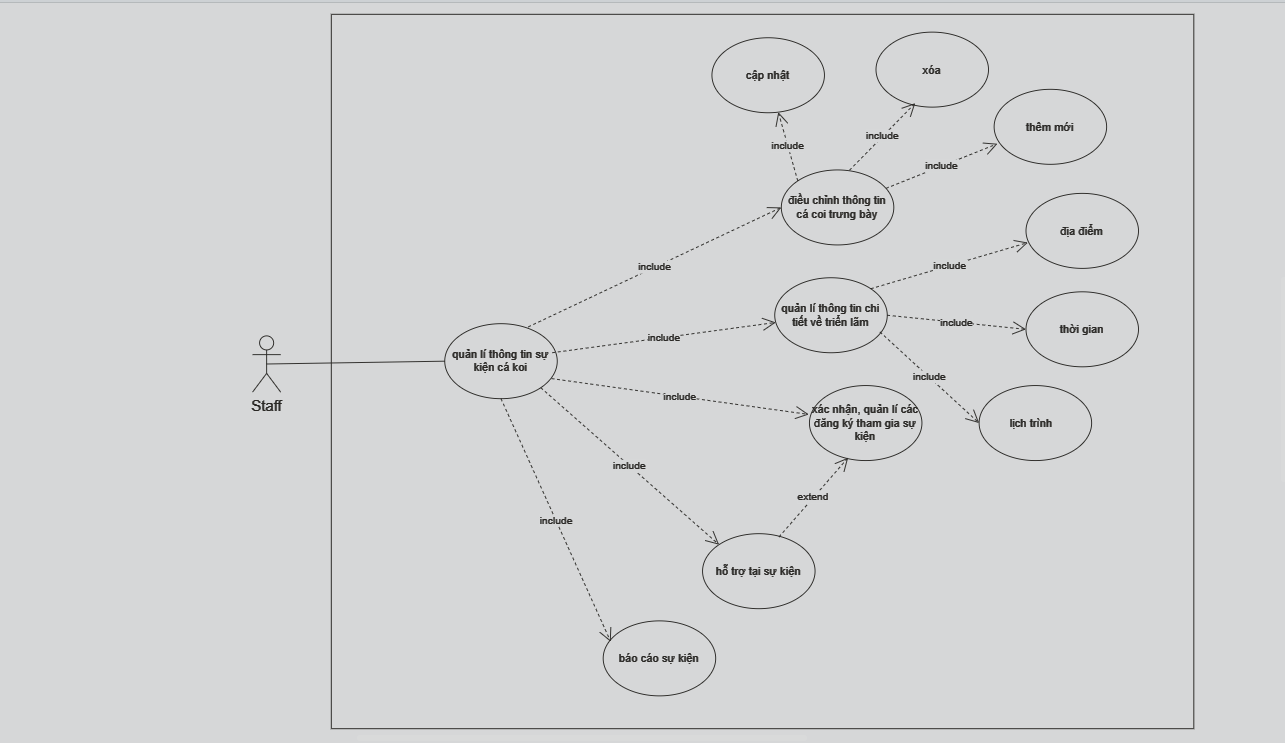 cập nhật
xóa
thêm mới
include
include
include
điều chỉnh thông tin
cá coi trưng bày
địa điểm
include
include
quản lí thông tin chi
tiết về triển lãm
include
thời gian
include
quản lí thông tin sự
kiện cá koi
include
include
Staff
xác nhận, quản lí các
đăng ký tham gia sự
kiện
lịch trình
include
extend
include
hỗ trợ tại sự kiện
báo cáo sự kiện